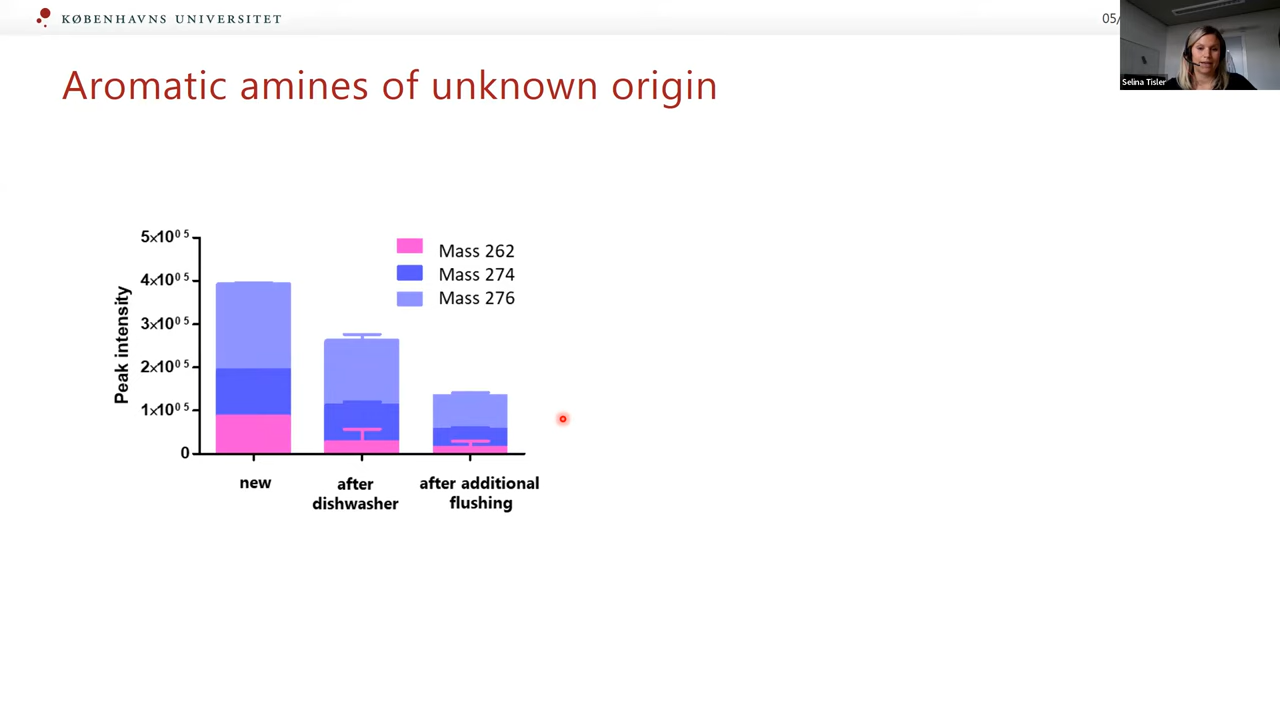 KØBENHAVNS UNIVERSITET
05/
Selina Tisler
Aromatic amines of unknown origin
Peak intensity
5×10⁰⁵
4×10⁰⁵
3×10⁰⁵
2×10⁰⁵
1×10⁰⁵
0
Mass 262
Mass 274
Mass 276
new
after
dishwasher
after additional
flushing